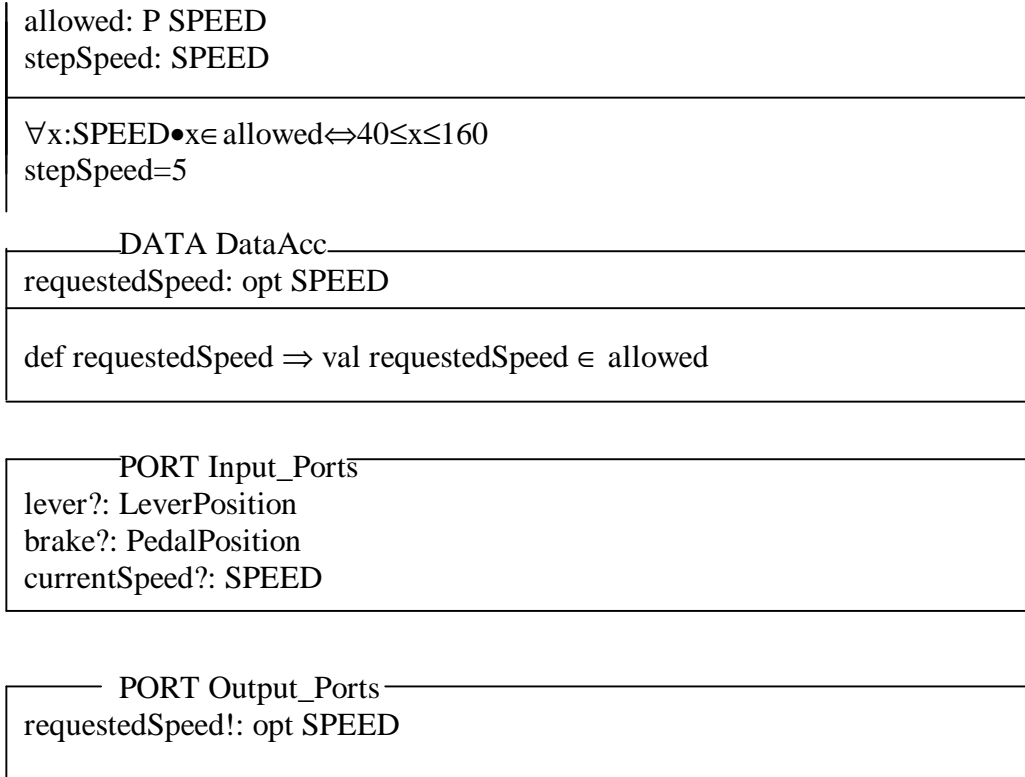 allowed: P SPEED
stepSpeed: SPEED
∀x:SPEED•x∈allowed⇔40≤x≤160
stepSpeed=5
DATA DataAcc
requestedSpeed: opt SPEED
def requestedSpeed ⇒ val requestedSpeed ∈ allowed
PORT Input_Ports
lever?: LeverPosition
brake?: PedalPosition
currentSpeed?: SPEED
PORT Output_Ports
requestedSpeed!: opt SPEED